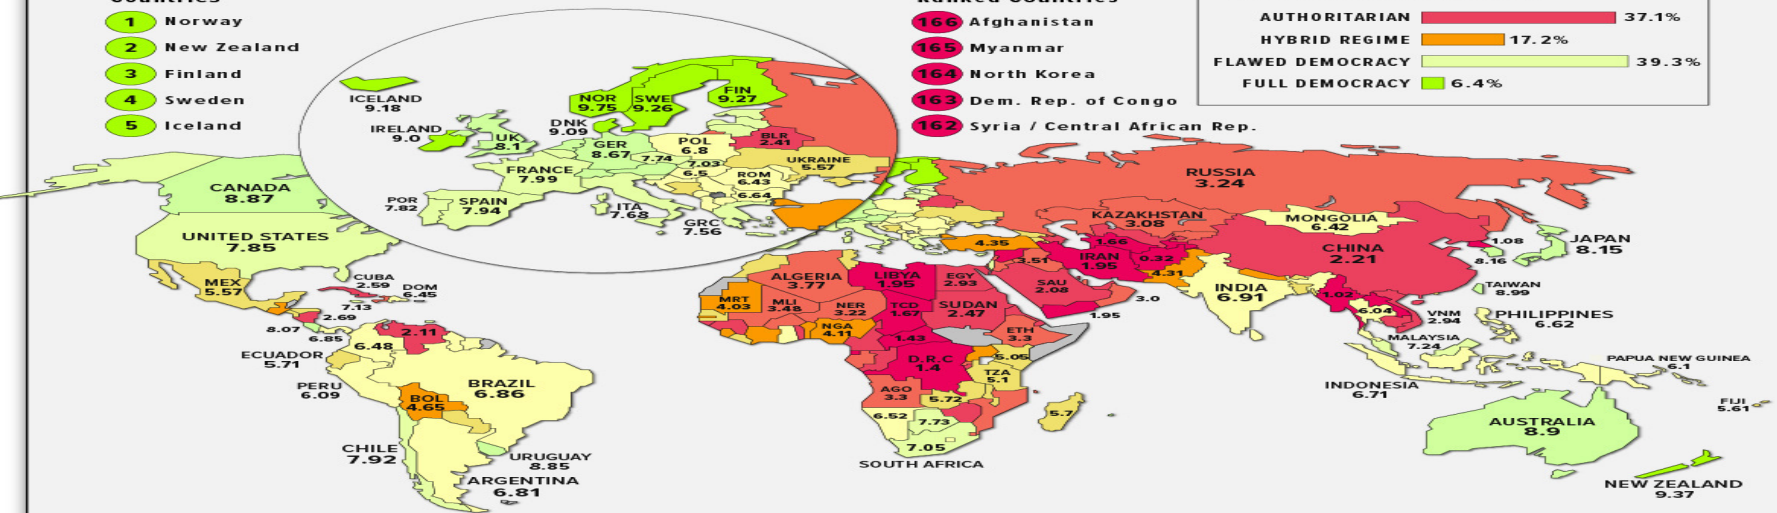 1 Norway
2 New Zealand
3 Finland
4 Sweden
5 Iceland
166 Afghanistan
165 Myanmar
164 North Korea
163 Dem. Rep. of Congo
162 Syria / Central African Rep.
AUTHORITARIAN 37.1%
HYBRID REGIME 17.2%
FLAWED DEMOCRACY 39.3%
FULL DEMOCRACY 6.4%
ICELAND
9.18
NOR
9.75
SWE
9.26
FIN
9.27
IRELAND
9.0
UK
8.1
DNK
9.09
GER
8.67
POL
6.8
BLR
2.41
7.74
7.03
UKRAINE
5.57
FRANCE
7.99
6.5
ROM
6.43
6.64
POR
7.82
SPAIN
7.94
ITA
7.68
GRC
7.56
CANADA
8.87
UNITED STATES
7.85
MEX
5.57
CUBA
2.59
DOM
6.45
7.13
2.69
8.07
6.85
2.11
6.48
ECUADOR
5.71
PERU
6.09
BRAZIL
6.86
BOL
4.65
CHILE
7.92
URUGUAY
8.85
ARGENTINA
6.81
RUSSIA
3.24
KAZAKHSTAN
3.08
MONGOLIA
6.42
CHINA
2.21
1.08
8.16
JAPAN
8.15
4.35
3.51
1.66
IRAN
1.95
0.32
4.31
SAU
2.08
3.0
1.95
INDIA
6.91
1.02
6.04
VNM
2.94
TAIWAN
8.99
PHILIPPINES
6.62
MALAYSIA
7.24
INDONESIA
6.71
PAPUA NEW GUINEA
6.1
FIJI
5.61
AUSTRALIA
8.9
NEW ZEALAND
9.37
ALGERIA
3.77
LIBYA
1.95
EGY
2.93
MRT
4.03
MLI
3.48
NER
3.22
TCD
1.67
SUDAN
2.47
NGA
4.11
1.43
ETH
3.3
D.R.C
1.4
5.05
TZA
5.1
AGO
3.3
5.72
5.7
6.52
7.73
7.05
SOUTH AFRICA